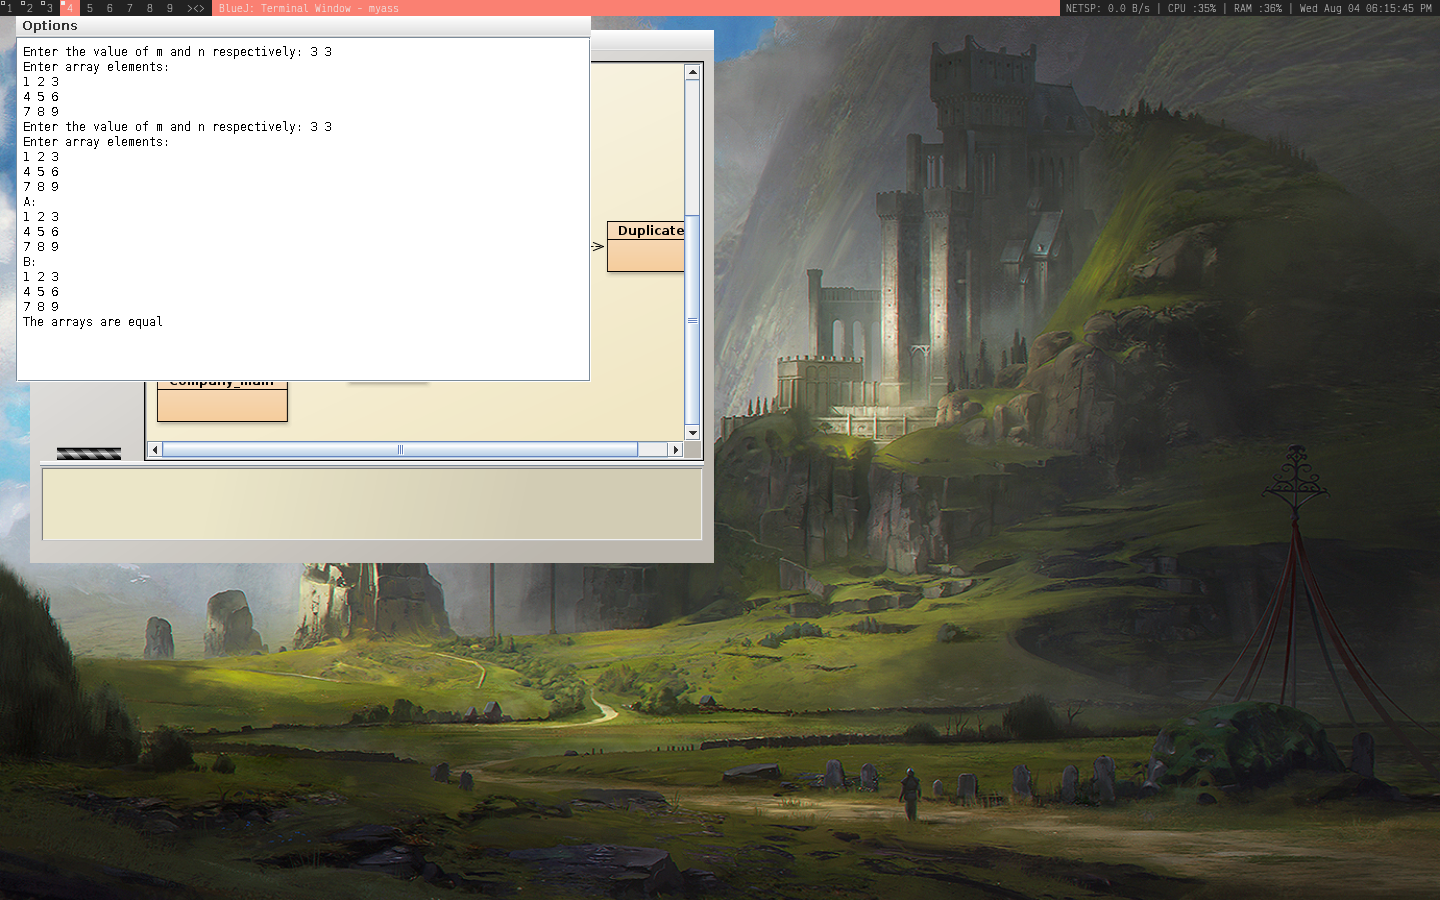 1 2 3 4 5 6 7 8 9 ><> BlueJ: Terminal Window - myass NETSP: 0.0 B/s | CPU :35% | RAM :36% | Wed Aug 04 06:15:45 PM
Options
Enter the value of m and n respectively: 3 3
Enter array elements:
1 2 3
4 5 6
7 8 9
Enter the value of m and n respectively: 3 3
Enter array elements:
1 2 3
4 5 6
7 8 9
A:
1 2 3
4 5 6
7 8 9
B:
1 2 3
4 5 6
7 8 9
The arrays are equal
Duplicate
Company_main